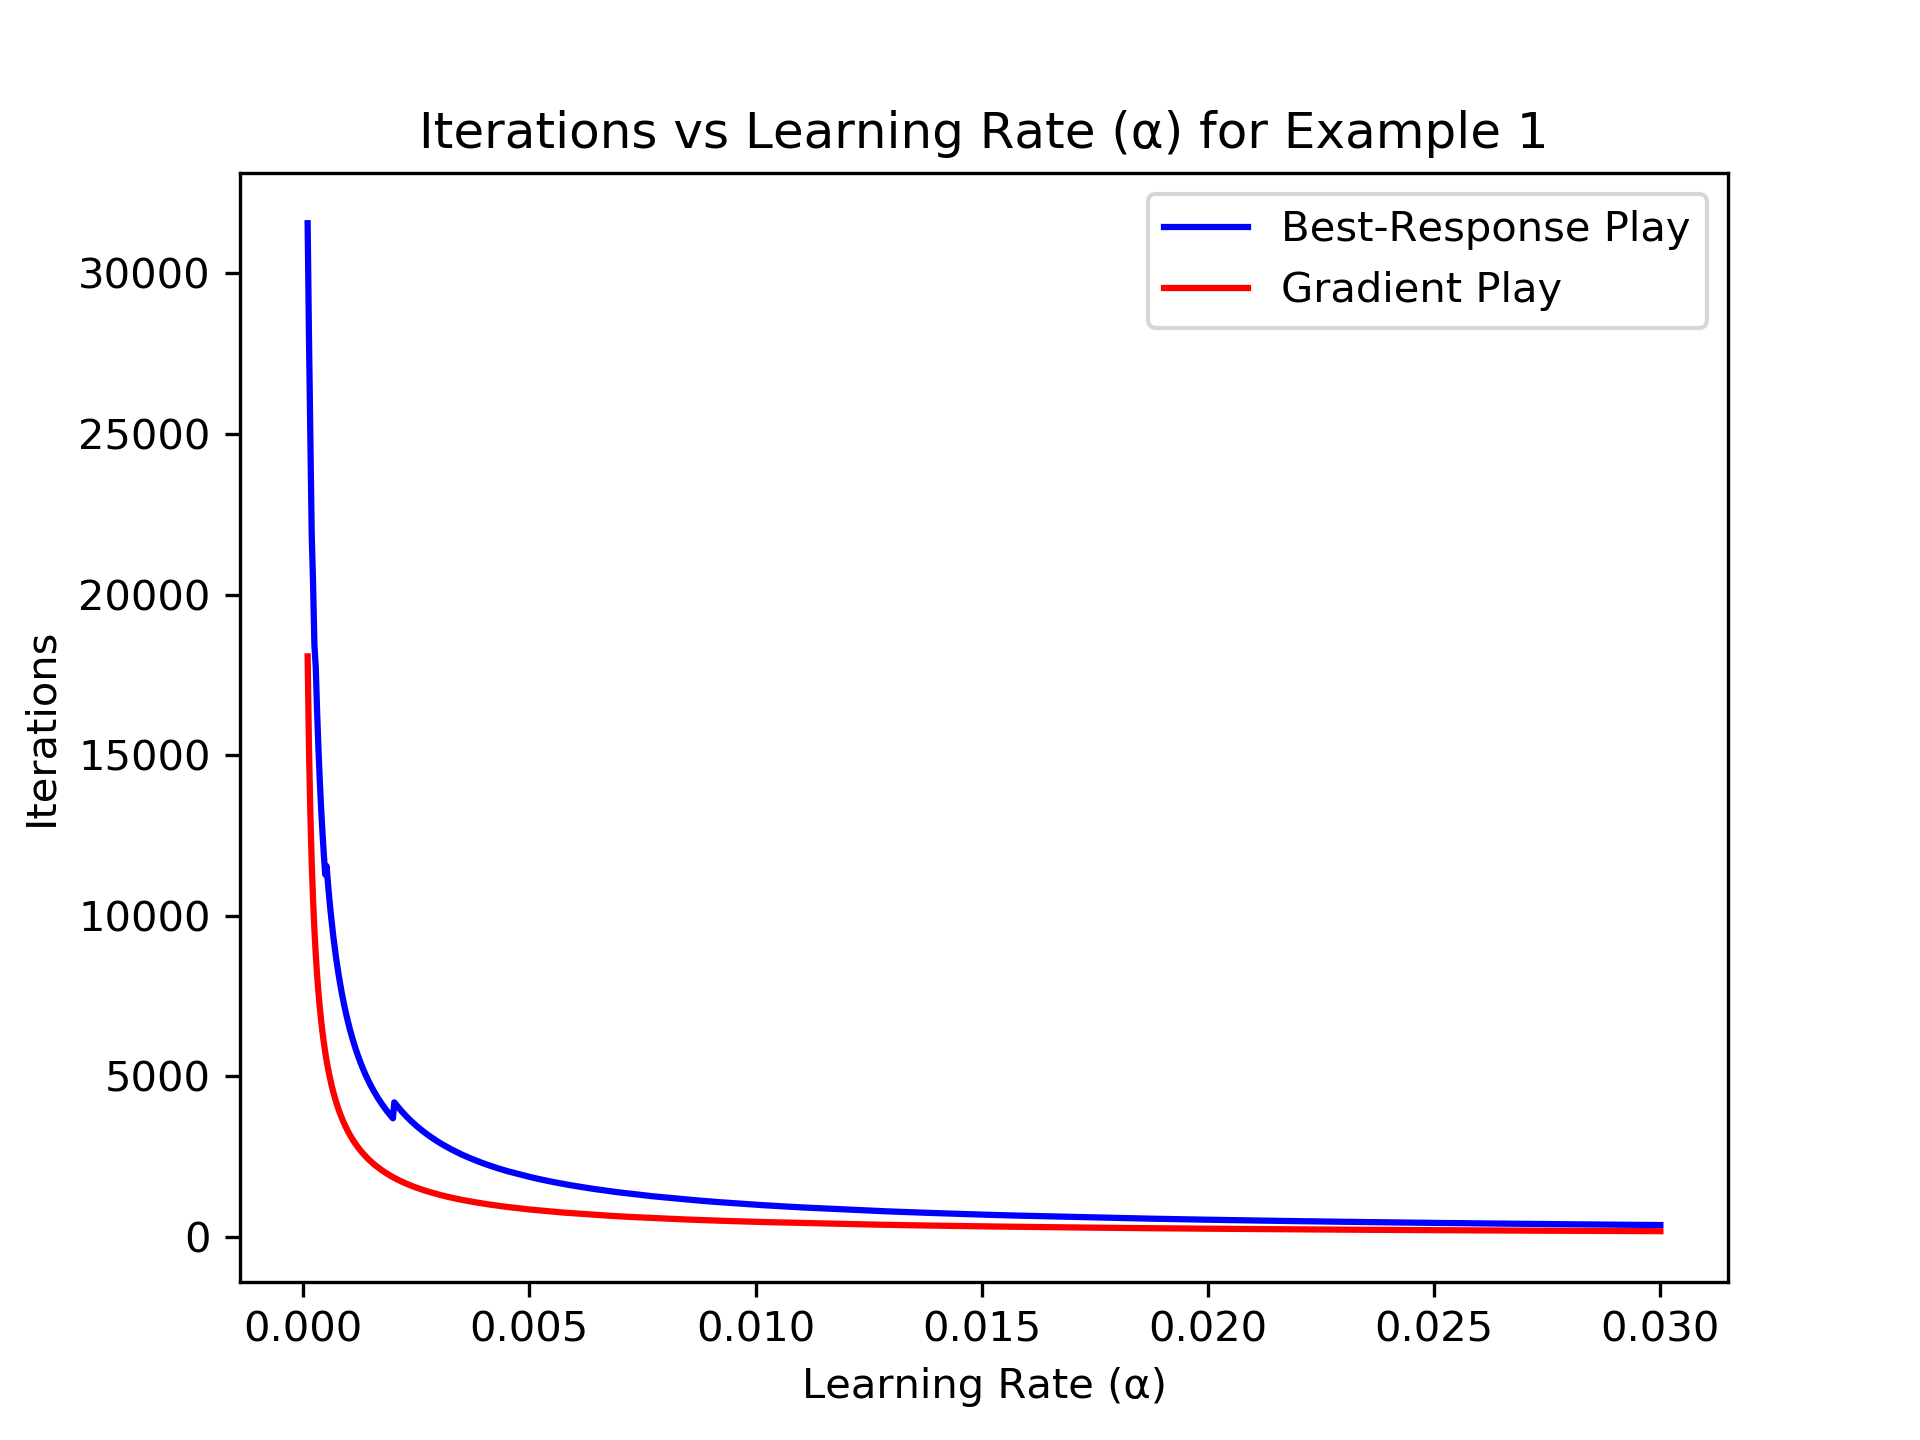 Iterations vs Learning Rate (α) for Example 1
Best-Response Play
Gradient Play
30000
25000
20000
15000
10000
5000
0
Iterations
0.000 0.005 0.010 0.015 0.020 0.025 0.030
Learning Rate (α)